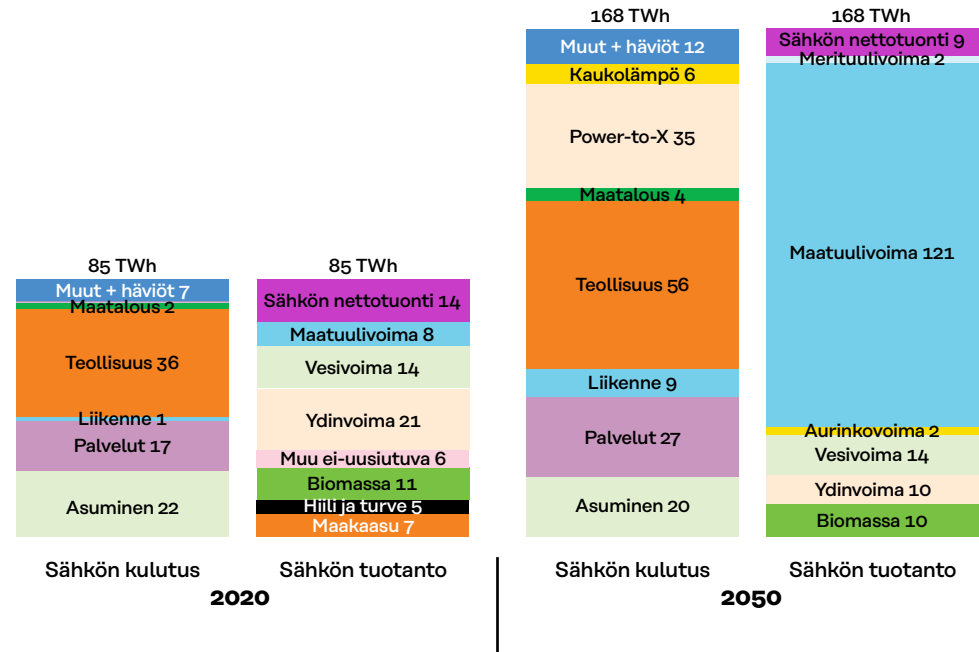 85 TWh
Muut + häviöt 7
Maatalous 2
Teollisuus 36
Liikenne 1
Palvelut 17
Asuminen 22
Sähkön kulutus
85 TWh
Sähkön nettotuonti 14
Maatuulivoima 8
Vesivoima 14
Ydinvoima 21
Muu ei-uusiutuva 6
Biomassa 11
Hiili ja turve 5
Maakaasu 7
Sähkön tuotanto
2020
168 TWh
Muut + häviöt 12
Kaukolämpö 6
Power-to-X 35
Maatalous 4
Teollisuus 56
Liikenne 9
Palvelut 27
Asuminen 20
Sähkön kulutus
168 TWh
Sähkön nettotuonti 9
Merituulivoima 2
Maatuulivoima 121
Aurinkovoima 2
Vesivoima 14
Ydinvoima 10
Biomassa 10
Sähkön tuotanto
2050